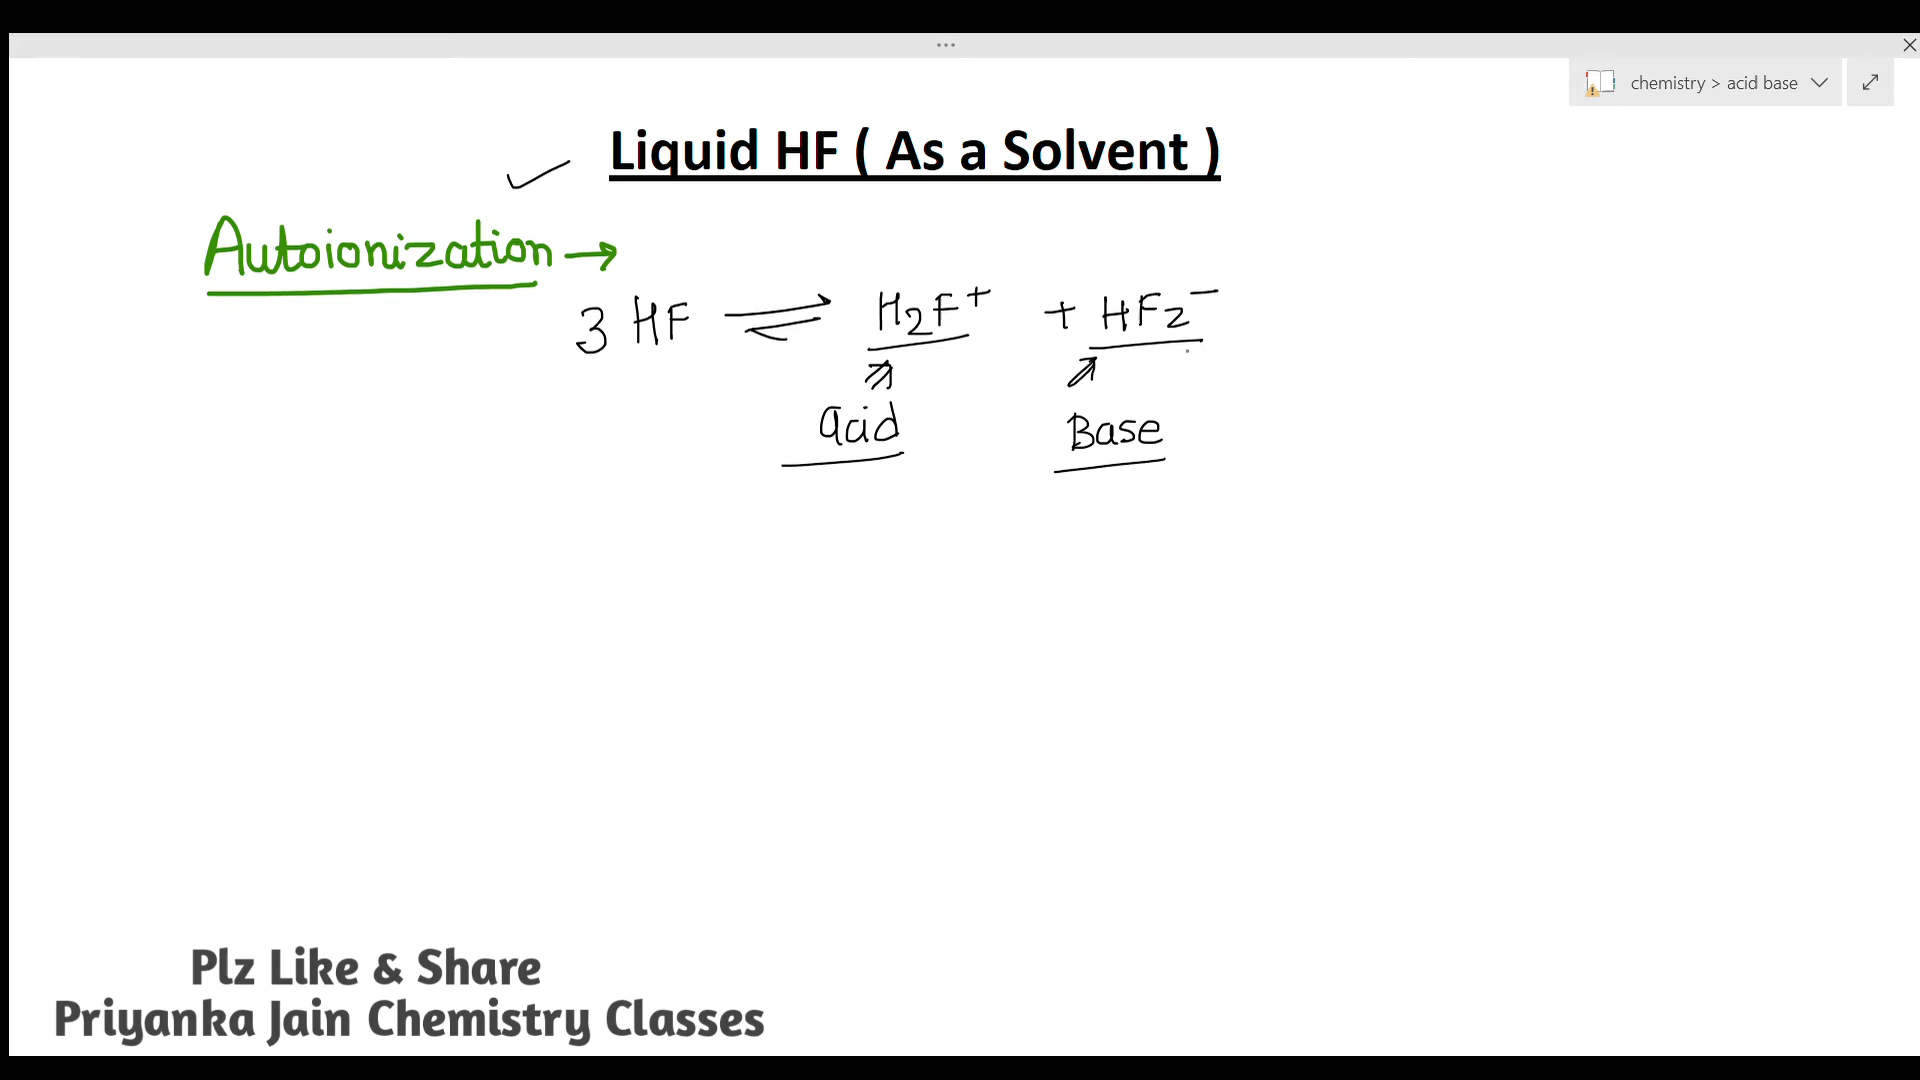 chemistry > acid base
Liquid HF ( As a Solvent )
Autoionization →
3 HF ⇌ H₂F⁺ + HF₂⁻
acid Base
Plz Like & Share
Priyanka Jain Chemistry Classes